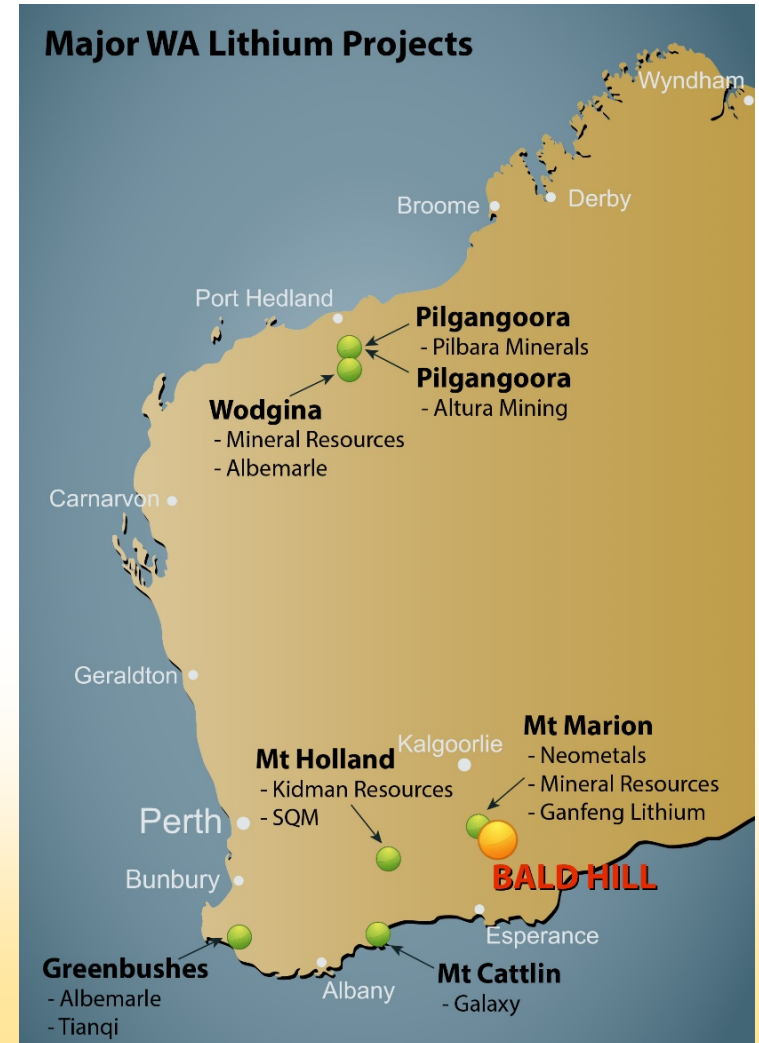 Major WA Lithium Projects
Wyndham
Broome
Derby
Port Hedland
Pilgangoora
- Pilbara Minerals
Pilgangoora
- Altura Mining
Wodgina
- Mineral Resources
- Albemarle
Carnarvon
Geraldton
Mt Marion
- Neometals
- Mineral Resources
- Ganfeng Lithium
Kalgoorlie
Mt Holland
- Kidman Resources
- SQM
Perth
BALD HILL
Bunbury
Esperance
Greenbushes
- Albemarle
- Tianqi
Albany
Mt Cattlin
- Galaxy